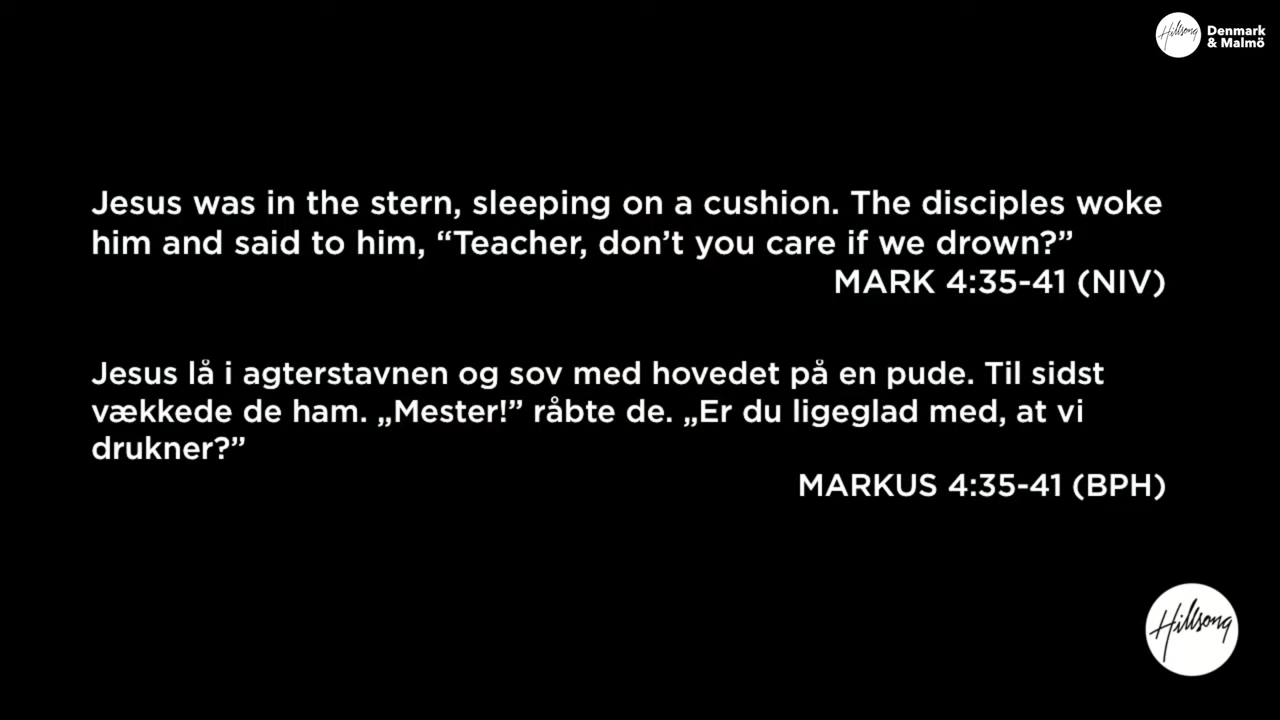 Hillsong
Denmark
& Malmö
Jesus was in the stern, sleeping on a cushion. The disciples woke
him and said to him, “Teacher, don’t you care if we drown?”
MARK 4:35-41 (NIV)
Jesus lå i agterstavnen og sov med hovedet på en pude. Til sidst
vækkede de ham. „Mester!” råbte de. „Er du ligeglad med, at vi
drukner?”
MARKUS 4:35-41 (BPH)
Hillsong